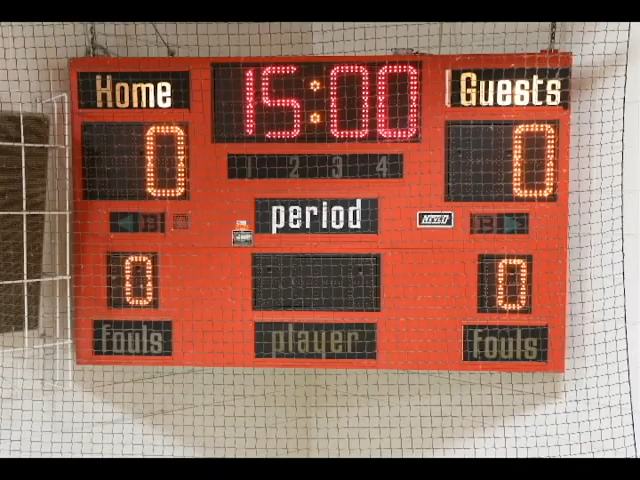 Home 15:00 Guests
0 1 2 3 4 0
period
0 0
fouls player fouls